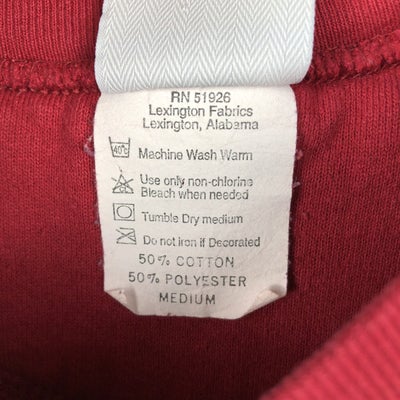 RN 51926
Lexington Fabrics
Lexington, Alabama
40°C Machine Wash Warm
Use only non-chlorine
Bleach when needed
Tumble Dry medium
Do not iron if Decorated
50% COTTON
50% POLYESTER
MEDIUM